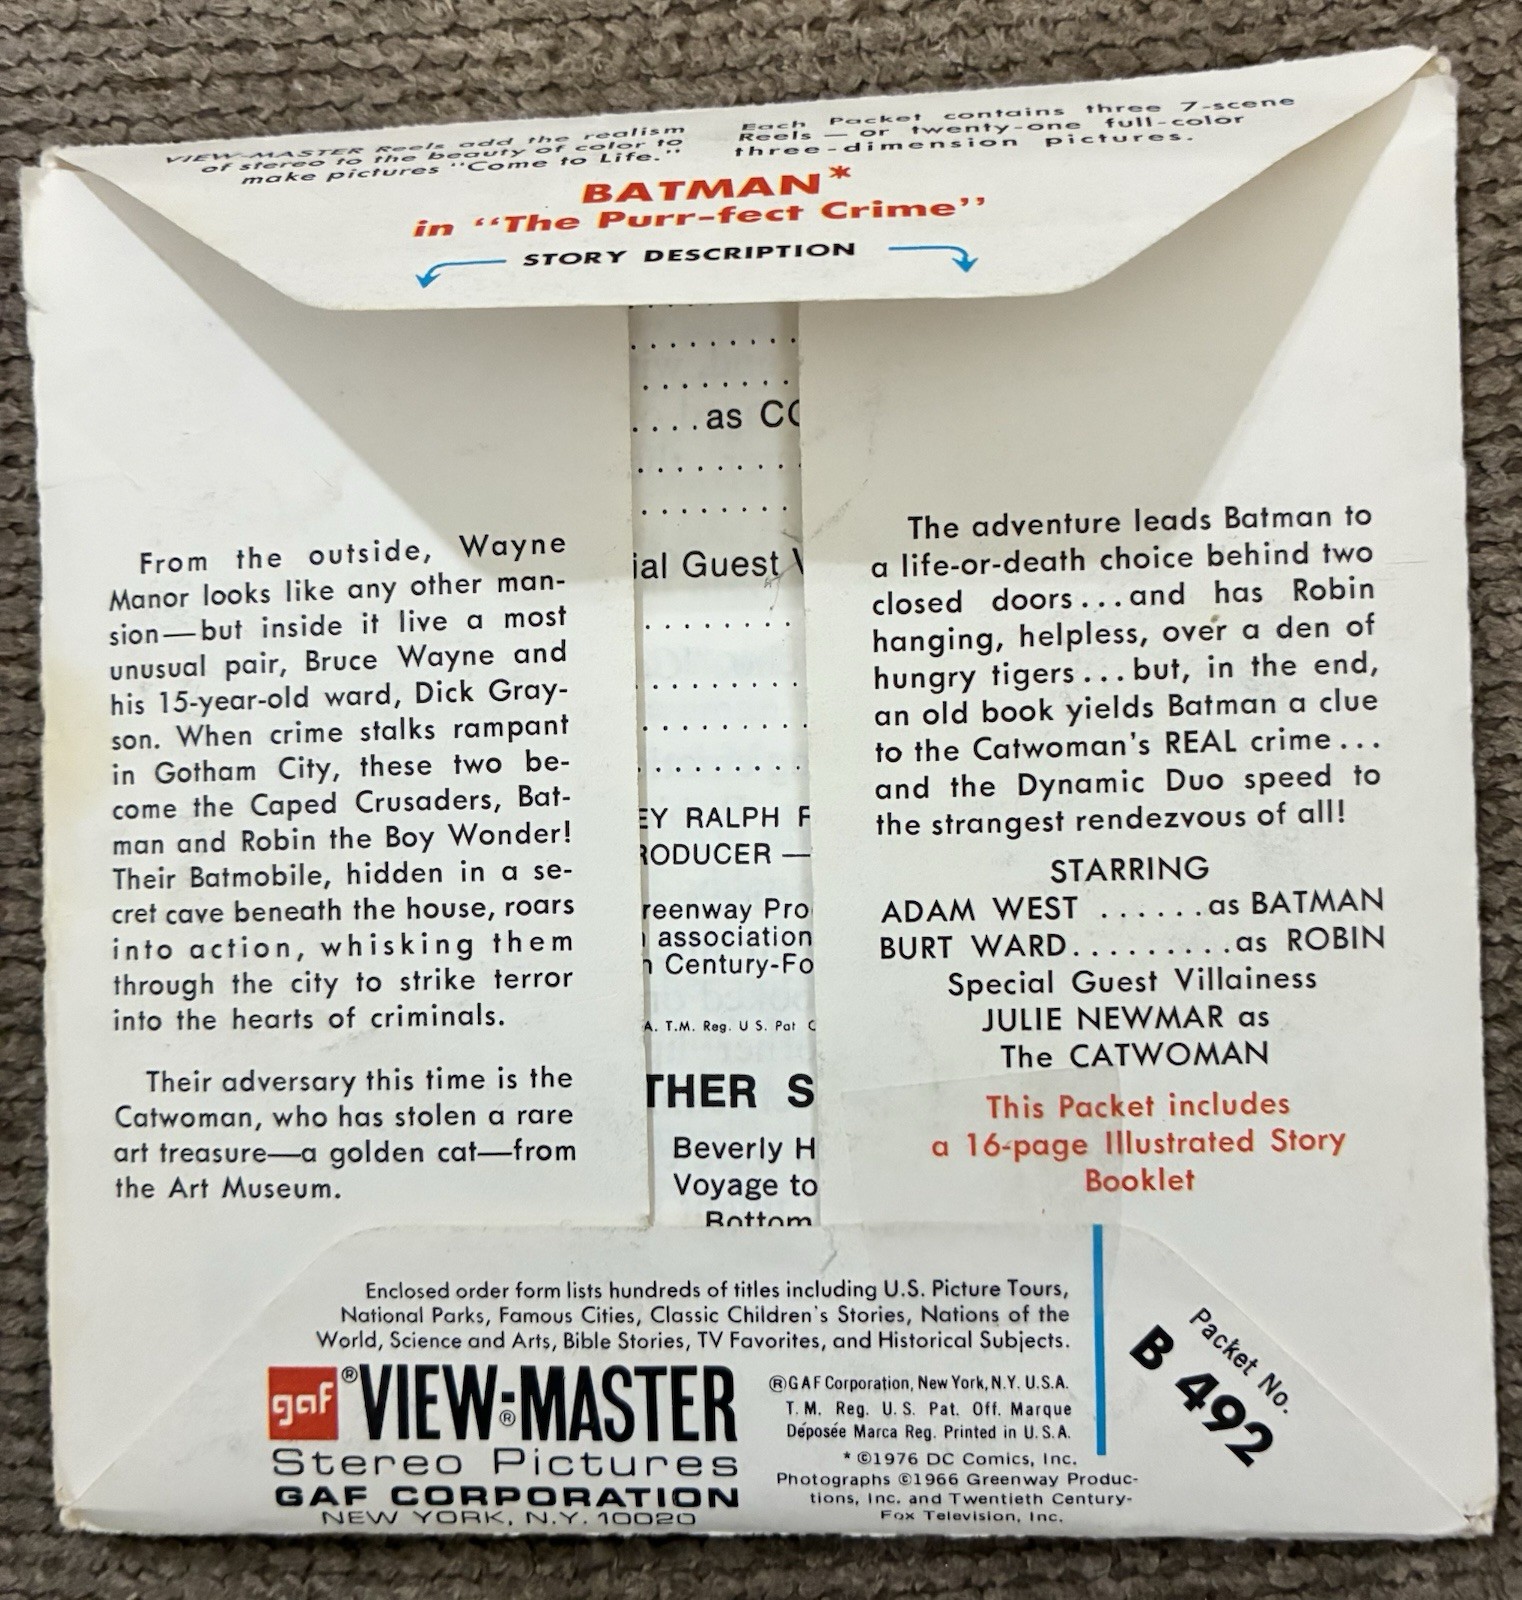 VIEW-MASTER Reels add the realism
of stereo to the beauty of color to
make pictures "Come to Life."
Each Packet contains three 7-scene
Reels — or twenty-one full-color
three-dimension pictures.
BATMAN*
in "The Purr-fect Crime"
STORY DESCRIPTION
From the outside, Wayne
Manor looks like any other man-
sion—but inside it live a most
unusual pair, Bruce Wayne and
his 15-year-old ward, Dick Gray-
son. When crime stalks rampant
in Gotham City, these two be-
come the Caped Crusaders, Bat-
man and Robin the Boy Wonder!
Their Batmobile, hidden in a se-
cret cave beneath the house, roars
into action, whisking them
through the city to strike terror
into the hearts of criminals.
Their adversary this time is the
Catwoman, who has stolen a rare
art treasure—a golden cat—from
the Art Museum.
....as CO
ial Guest V
EY RALPH
RODUCER —
reenway Pro
association
n Century-Fo
A. T.M. Reg. U S. Pat
THER S
Beverly H
Voyage to
Bottom
The adventure leads Batman to
a life-or-death choice behind two
closed doors...and has Robin
hanging, helpless, over a den of
hungry tigers...but, in the end,
an old book yields Batman a clue
to the Catwoman's REAL crime...
and the Dynamic Duo speed to
the strangest rendezvous of all!
STARRING
ADAM WEST ......as BATMAN
BURT WARD.........as ROBIN
Special Guest Villainess
JULIE NEWMAR as
The CATWOMAN
This Packet includes
a 16-page Illustrated Story
Booklet
Enclosed order form lists hundreds of titles including U.S. Picture Tours,
National Parks, Famous Cities, Classic Children's Stories, Nations of the
World, Science and Arts, Bible Stories, TV Favorites, and Historical Subjects.
gaf ® VIEW-MASTER ®
Stereo Pictures
GAF CORPORATION
NEW YORK, N.Y. 10020
®GAF Corporation, New York, N.Y. U.S.A.
T.M. Reg. U.S. Pat. Off. Marque
Déposée Marca Reg. Printed in U.S.A.
* ©1976 DC Comics, Inc.
Photographs ©1966 Greenway Produc-
tions, Inc. and Twentieth Century-
Fox Television, Inc.
Packet No.
B 492